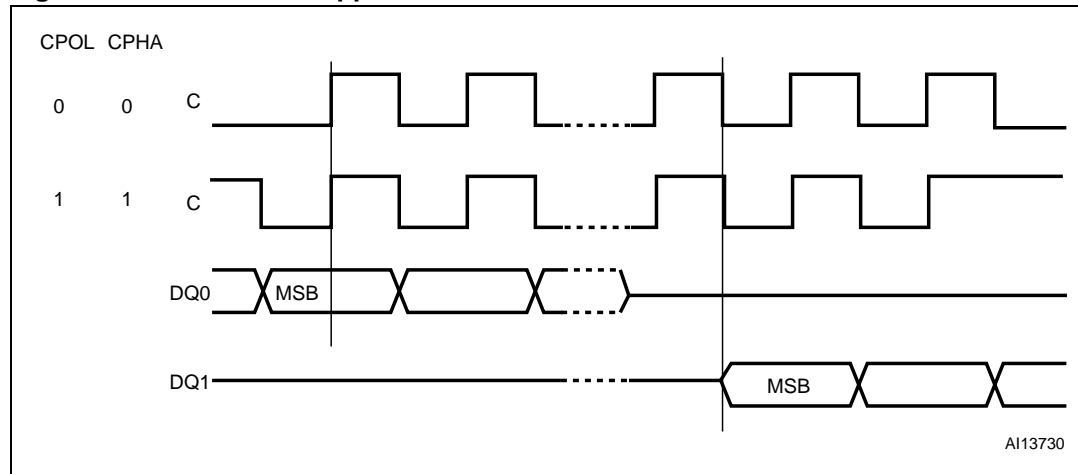 CPOL CPHA
0 0 C
1 1 C
DQ0 MSB
DQ1 MSB
AI13730